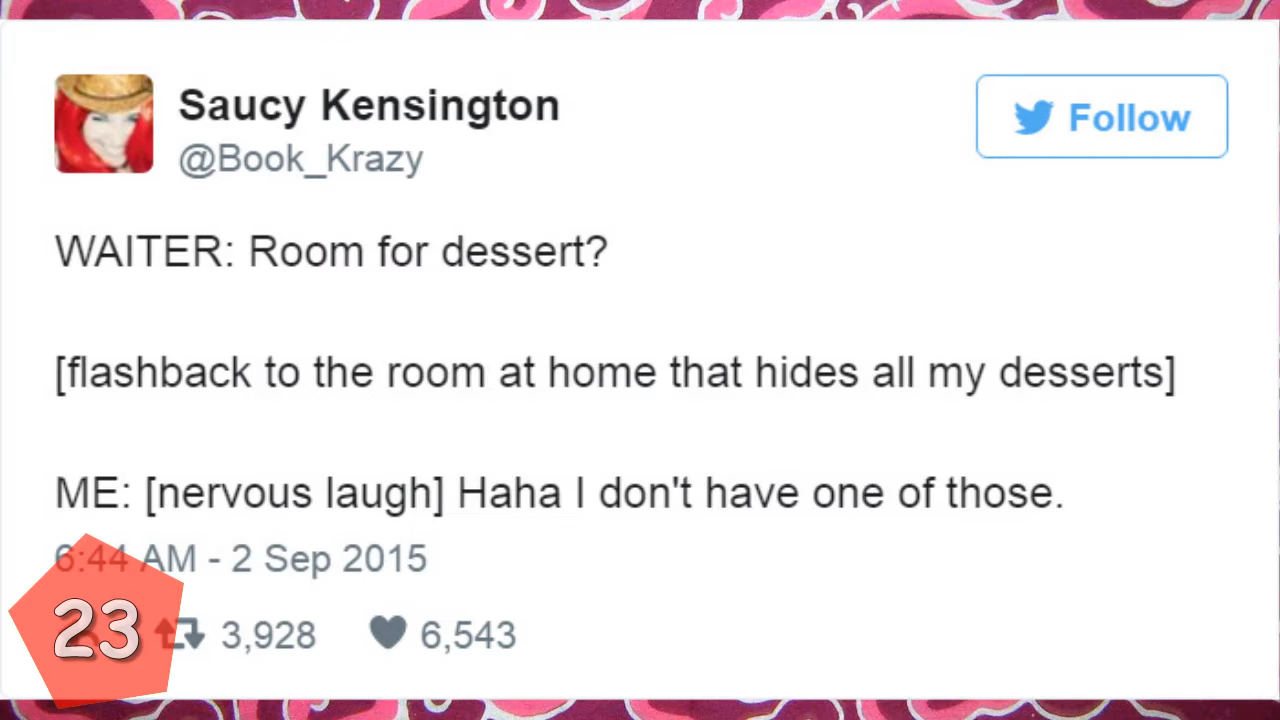 Saucy Kensington
@Book_Krazy
Follow
WAITER: Room for dessert?
[flashback to the room at home that hides all my desserts]
ME: [nervous laugh] Haha I don't have one of those.
6:44 AM - 2 Sep 2015
3,928 6,543
23